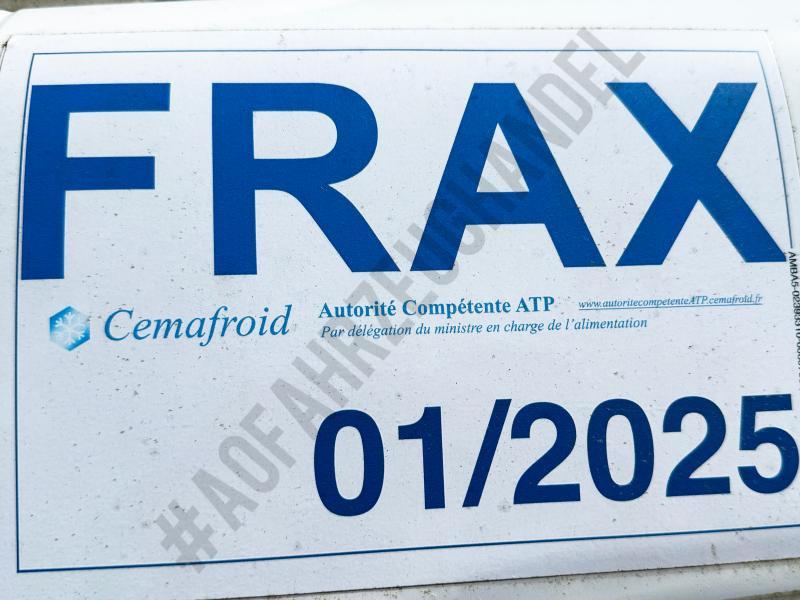 FRAX
Cemafroid
Autorité Compétente ATP
www.autoritecompetenteATP.cemafroid.fr
Par délégation du ministre en charge de l'alimentation
01/2025
#AOFAHRZEUGHANDEL